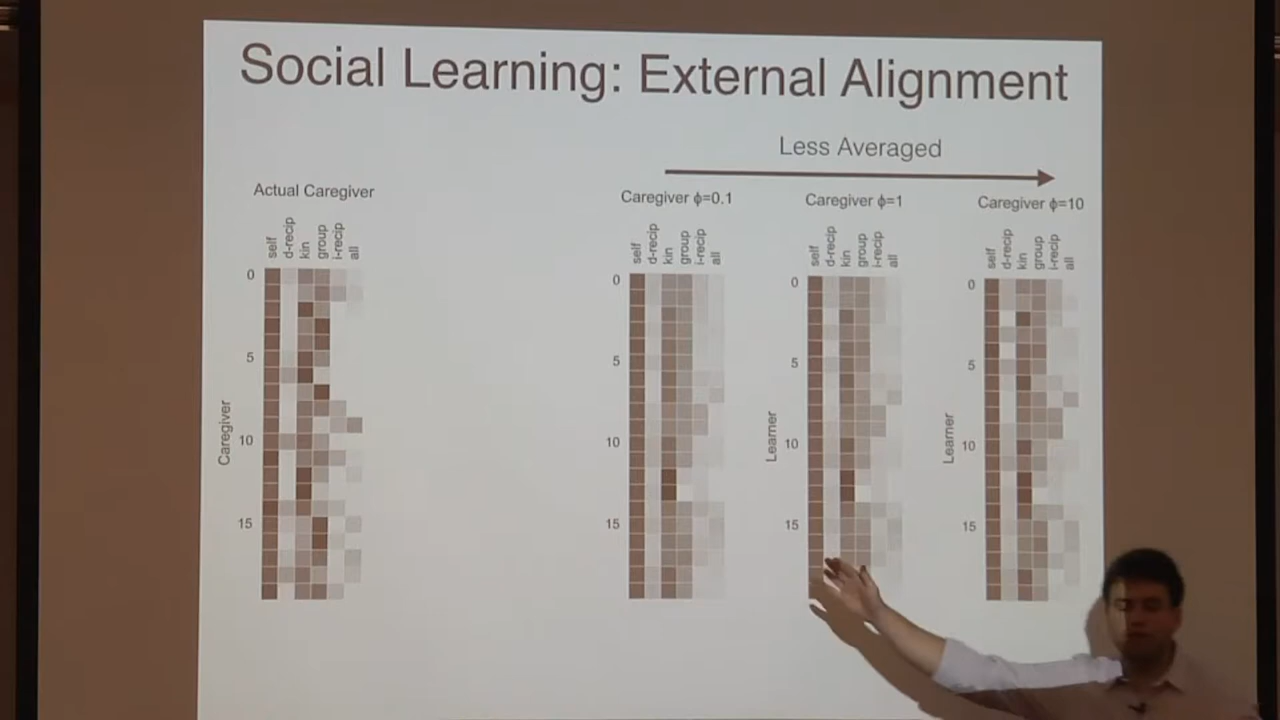 Social Learning: External Alignment
Less Averaged
Actual Caregiver
self
d-recip
kin
group
i-recip
all
0
5
10
15
Caregiver
Caregiver ϕ=0.1
self
d-recip
kin
group
i-recip
all
0
5
10
15
Caregiver ϕ=1
self
d-recip
kin
group
i-recip
all
0
5
10
15
Learner
Caregiver ϕ=10
self
d-recip
kin
group
i-recip
all
0
5
10
15
Learner